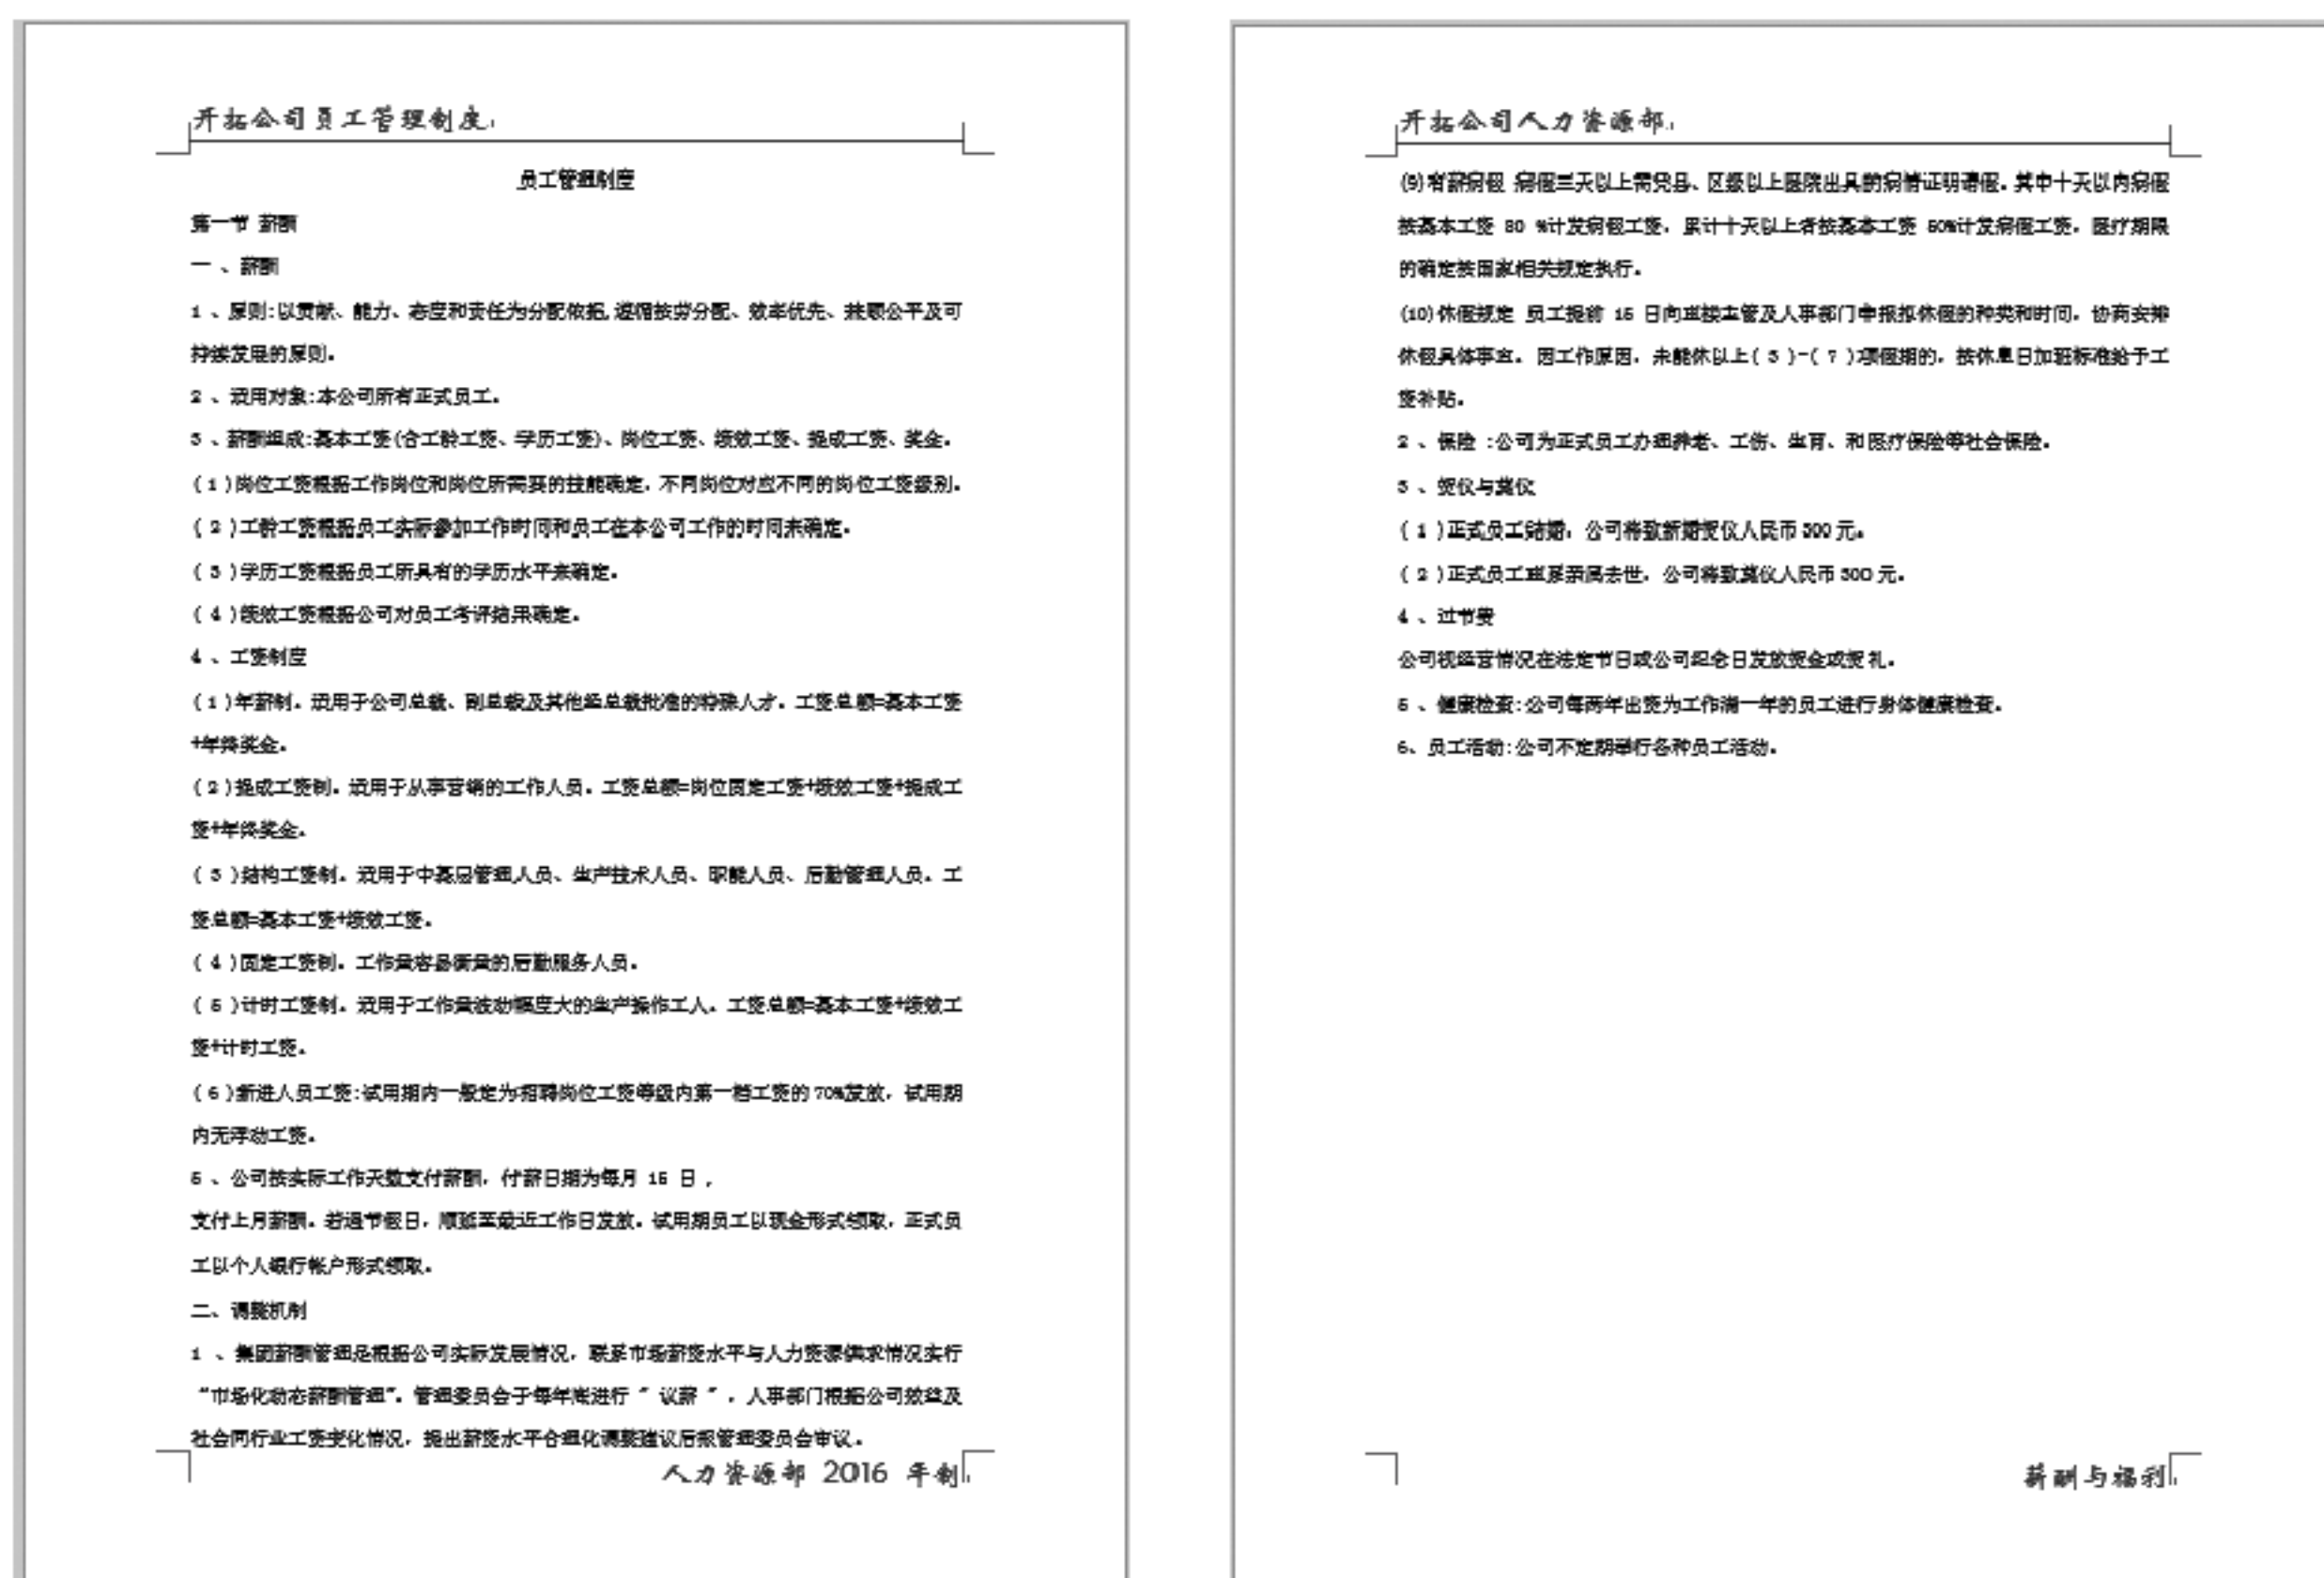 开拓公司员工管理制度
员工管理制度
第一节 薪酬
一 、薪酬
1 、原则:以贡献、能力、态度和责任为分配依据,遵循按劳分配、效率优先、兼顾公平及可
持续发展的原则。
2 、适用对象:本公司所有正式员工。
3 、薪酬组成:基本工资(含工龄工资、学历工资)、岗位工资、绩效工资、提成工资、奖金。
( 1 )岗位工资根据工作岗位和岗位所需要的技能确定，不同岗位对应不同的岗位工资级别。
( 2 )工龄工资根据员工实际参加工作时间和员工在本公司工作的时间来确定。
( 3 )学历工资根据员工所具有的学历水平来确定。
( 4 )绩效工资根据公司对员工考评结果确定。
4 、工资制度
( 1 )年薪制。适用于公司总裁、副总裁及其他经总裁批准的特殊人才。工资总额=基本工资
+年终奖金。
( 2 )提成工资制。适用于从事营销的工作人员。工资总额=岗位固定工资+绩效工资+提成工
资+年终奖金。
( 3 )结构工资制。适用于中基层管理人员、生产技术人员、职能人员、后勤管理人员。工
资总额=基本工资+绩效工资。
( 4 )固定工资制。工作量容易衡量的后勤服务人员。
( 5 )计时工资制。适用于工作量波动幅度大的生产操作工人。工资总额=基本工资+绩效工
资+计时工资。
( 6 )新进人员工资:试用期内一般定为招聘岗位工资等级内第一档工资的 70%发放，试用期
内无浮动工资。
5 、公司按实际工作天数支付薪酬，付薪日期为每月 15 日 ,
支付上月薪酬。若遇节假日，顺延至最近工作日发放。试用期员工以现金形式领取，正式员
工以个人银行帐户形式领取。
二、调整机制
1 、集团薪酬管理是根据公司实际发展情况，联系市场薪资水平与人力资源供求情况实行
“市场化动态薪酬管理”。管理委员会于每年底进行 " 议薪 " ，人事部门根据公司效益及
社会同行业工资变化情况，提出薪资水平合理化调整建议后报管理委员会审议。
人力资源部 2016 年制
开拓公司人力资源部
(9)有薪病假 病假三天以上需凭县、区级以上医院出具的病情证明请假。其中十天以内病假
按基本工资 80 %计发病假工资，累计十天以上者按基本工资 50%计发病假工资，医疗期限
的确定按国家相关规定执行。
(10)休假规定 员工提前 15 日向直接主管及人事部门申报拟休假的种类和时间，协商安排
休假具体事宜。因工作原因，未能休以上( 3 )-( 7 )项假期的，按休息日加班标准给予工
资补贴。
2 、保险 :公司为正式员工办理养老、工伤、生育、和医疗保险等社会保险。
3 、贺仪与奠仪
( 1 )正式员工结婚，公司将致新婚贺仪人民币 300 元。
( 2 )正式员工直系亲属去世，公司将致奠仪人民币 300 元。
4 、过节费
公司视经营情况在法定节日或公司纪念日发放贺金或贺礼。
5 、健康检查:公司每两年出资为工作满一年的员工进行身体健康检查。
6、员工活动:公司不定期举行各种员工活动。
薪酬与福利